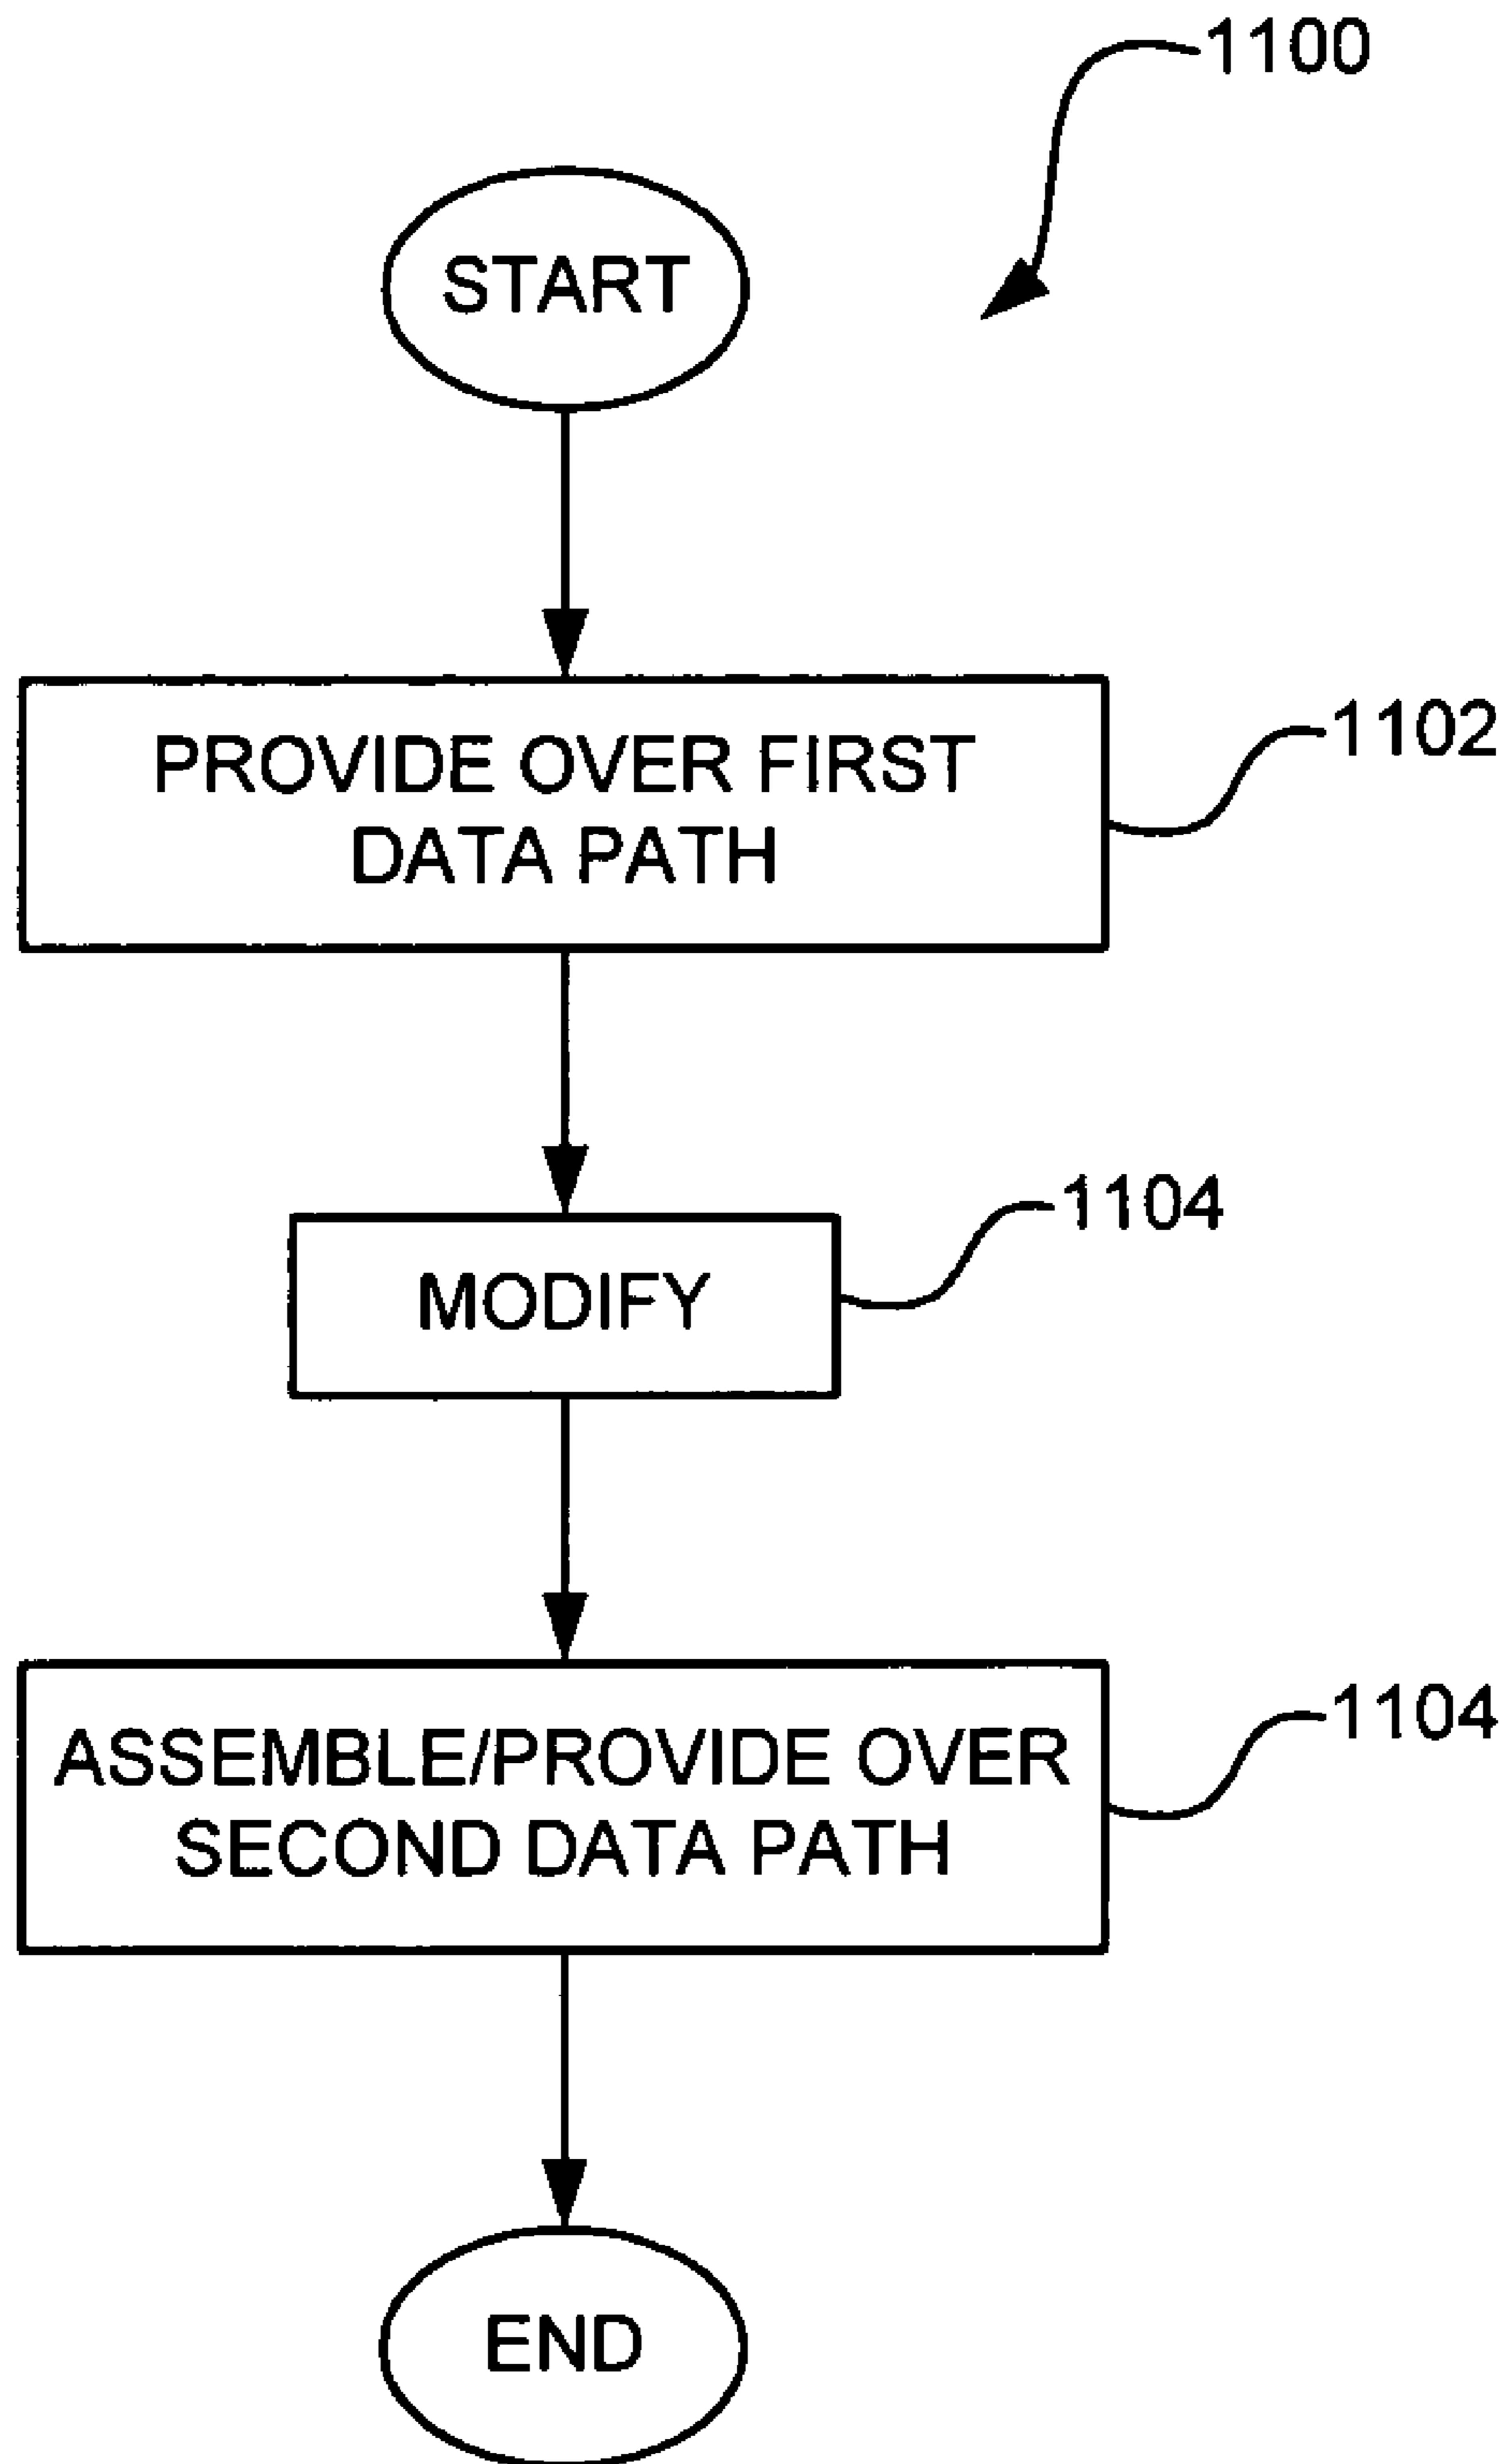 1100
START
PROVIDE OVER FIRST
DATA PATH
1102
MODIFY
1104
ASSEMBLE/PROVIDE OVER
SECOND DATA PATH
1104
END